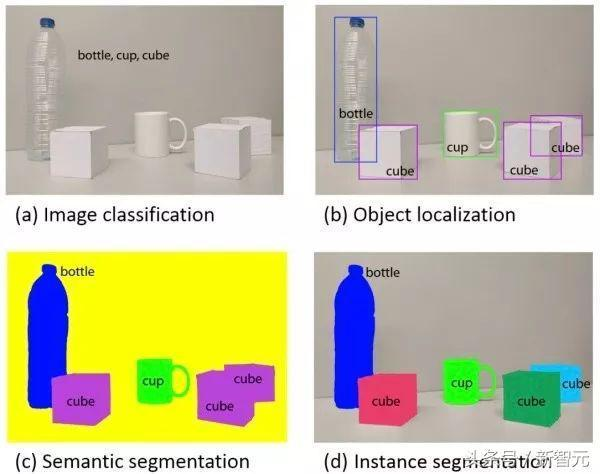 bottle, cup, cube
(a) Image classification
bottle
cube
cup
cube
cube
(b) Object localization
bottle
cube
cup
cube
cube
(c) Semantic segmentation
bottle
cube
cup
cube
cube
(d) Instance segmentation
头条号 / 新智元